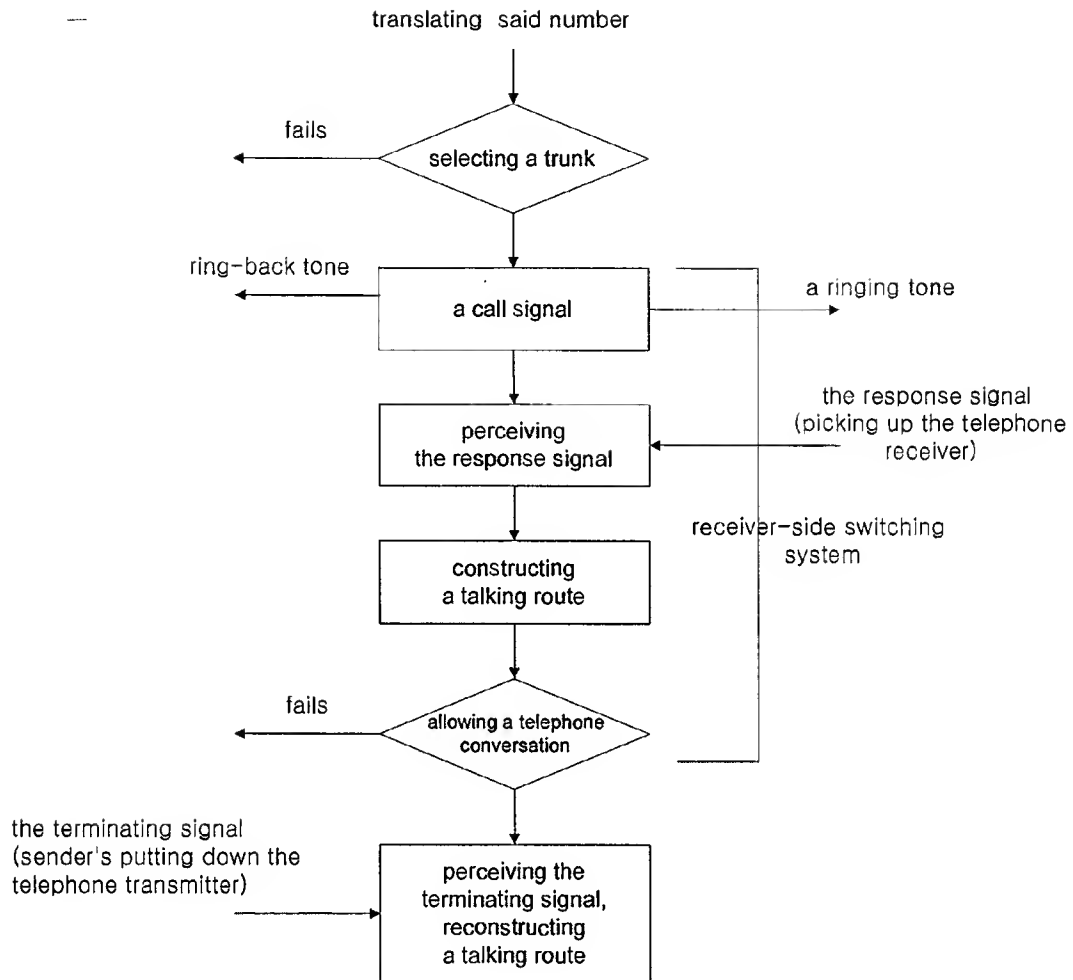 translating said number
fails
selecting a trunk
ring-back tone
a call signal
a ringing tone
the response signal
(picking up the telephone
receiver)
perceiving
the response signal
receiver-side switching
system
constructing
a talking route
fails
allowing a telephone
conversation
the terminating signal
(sender's putting down the
telephone transmitter)
perceiving the
terminating signal,
reconstructing
a talking route